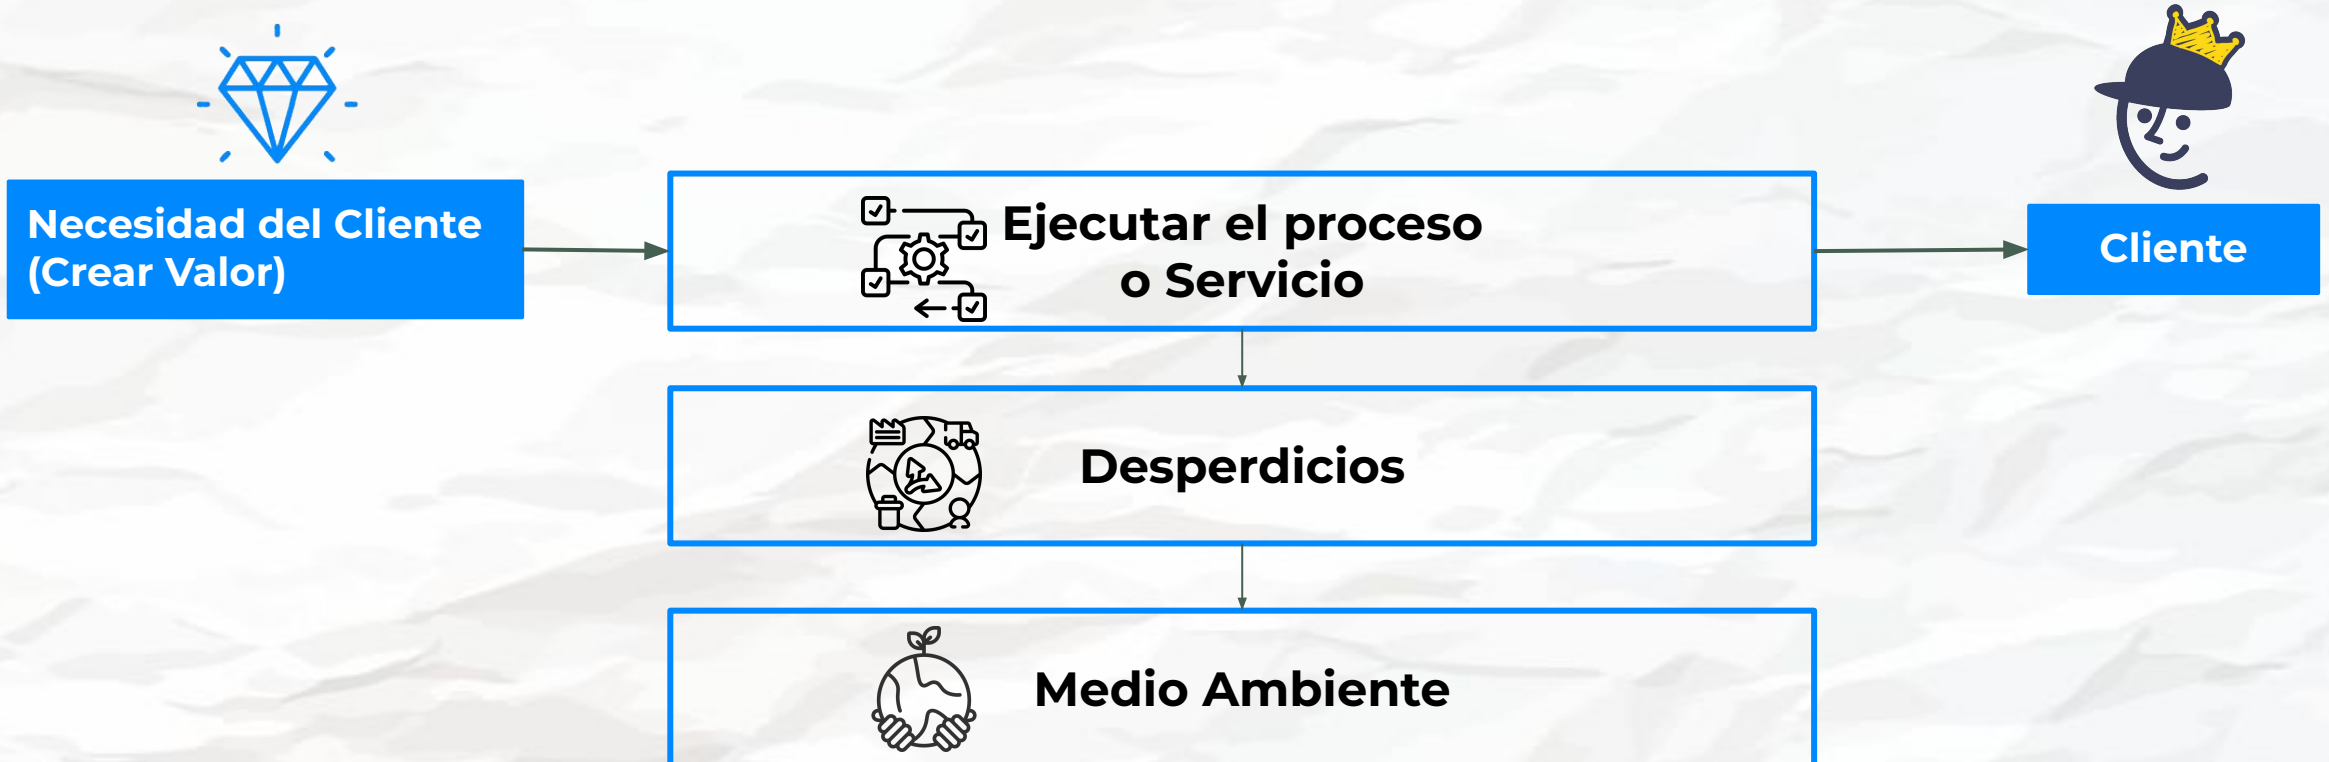 Necesidad del Cliente
(Crear Valor)
Ejecutar el proceso
o Servicio
Cliente
Desperdicios
Medio Ambiente